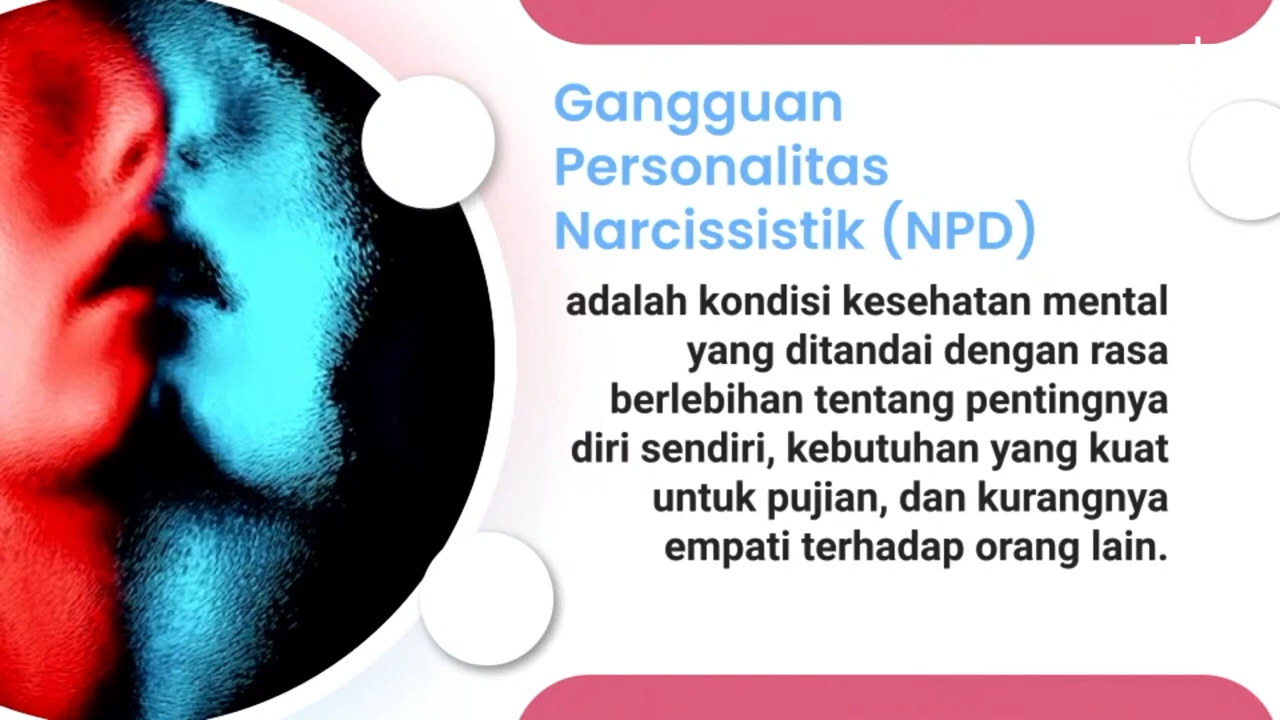 Gangguan
Personalitas
Narcissistik (NPD)
adalah kondisi kesehatan mental
yang ditandai dengan rasa
berlebihan tentang pentingnya
diri sendiri, kebutuhan yang kuat
untuk pujian, dan kurangnya
empati terhadap orang lain.